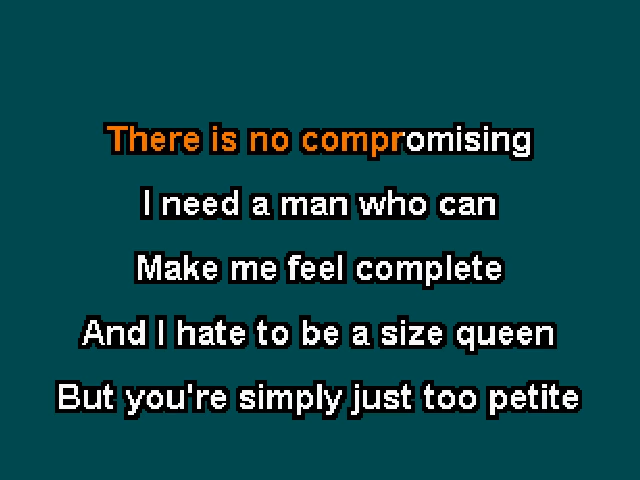 There is no compromising
I need a man who can
Make me feel complete
And I hate to be a size queen
But you're simply just too petite